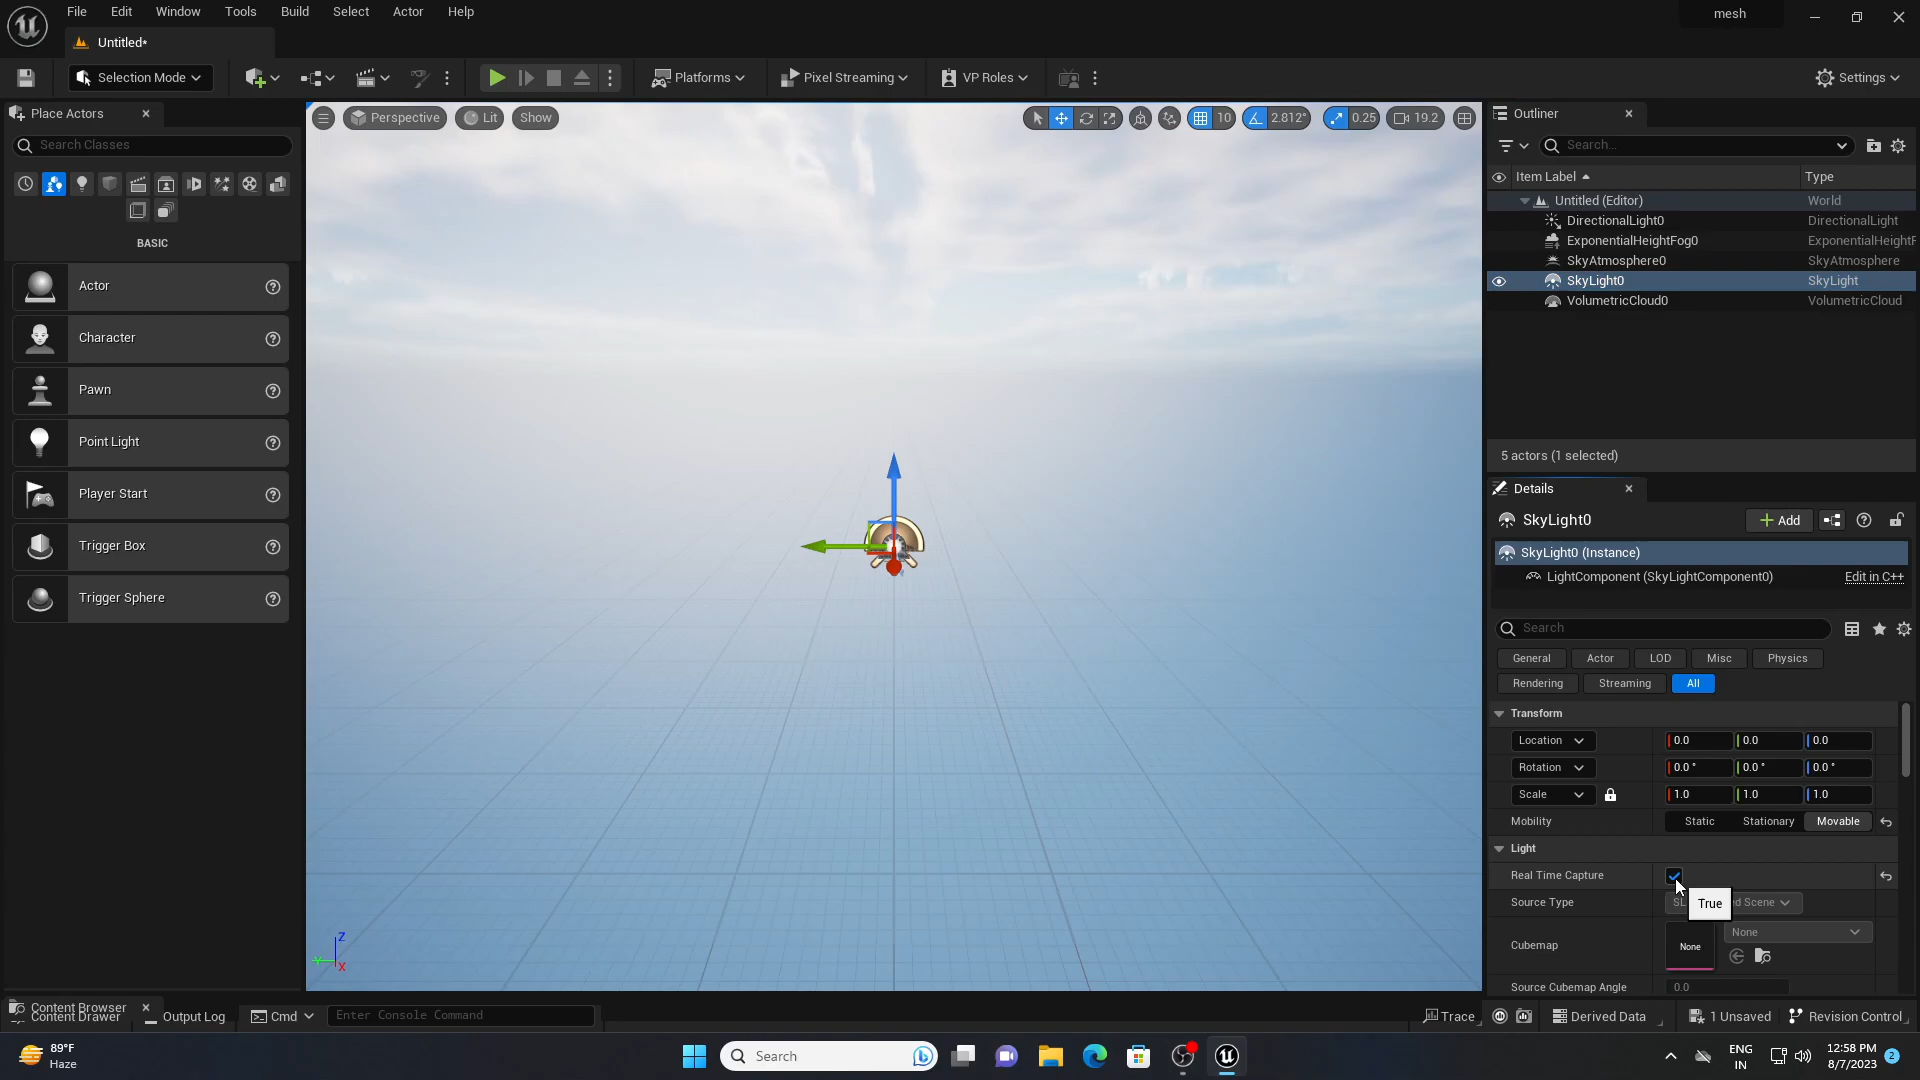 File Edit Window Tools Build Select Actor Help
mesh
Untitled*
Selection Mode
Platforms
Pixel Streaming
VP Roles
Settings
Place Actors
Search Classes
BASIC
Actor
Character
Pawn
Point Light
Player Start
Trigger Box
Trigger Sphere
Perspective
Lit
Show
10
2.812°
0.25
19.2
Z
Y
X
Outliner
Search...
Item Label
Type
Untitled (Editor) World
DirectionalLight0 DirectionalLight
ExponentialHeightFog0 ExponentialHeightF
SkyAtmosphere0 SkyAtmosphere
SkyLight0 SkyLight
VolumetricCloud0 VolumetricCloud
5 actors (1 selected)
Details
SkyLight0
Add
SkyLight0 (Instance)
LightComponent (SkyLightComponent0) Edit in C++
Search
General Actor LOD Misc Physics
Rendering Streaming All
Transform
Location 0.0 0.0 0.0
Rotation 0.0 ° 0.0 ° 0.0 °
Scale 1.0 1.0 1.0
Mobility Static Stationary Movable
Light
Real Time Capture
Source Type ed Scene
True
Cubemap None None
Source Cubemap Angle 0.0
Content Browser
Content Drawer
Output Log
Cmd
Enter Console Command
Trace
Derived Data
1 Unsaved
Revision Control
89°F
Haze
Search
ENG
IN
12:58 PM
8/7/2023
2